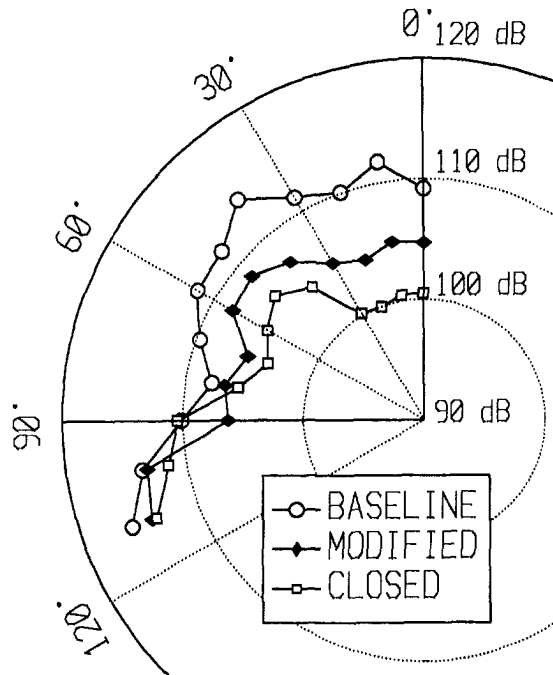 0° 120 dB
30°
110 dB
60°
100 dB
90° 90 dB
BASELINE
MODIFIED
CLOSED
120°